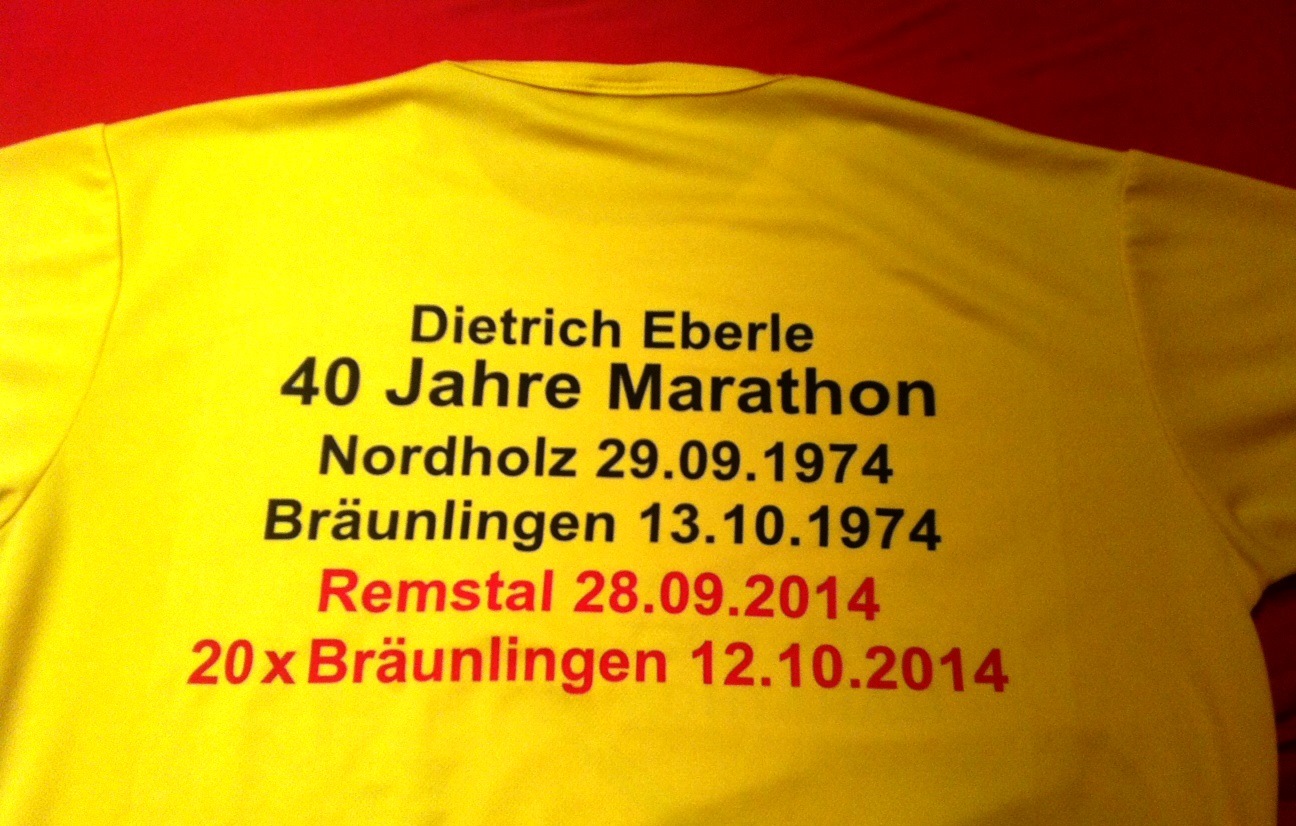 Dietrich Eberle
40 Jahre Marathon
Nordholz 29.09.1974
Bräunlingen 13.10.1974
Remstal 28.09.2014
20 x Bräunlingen 12.10.2014